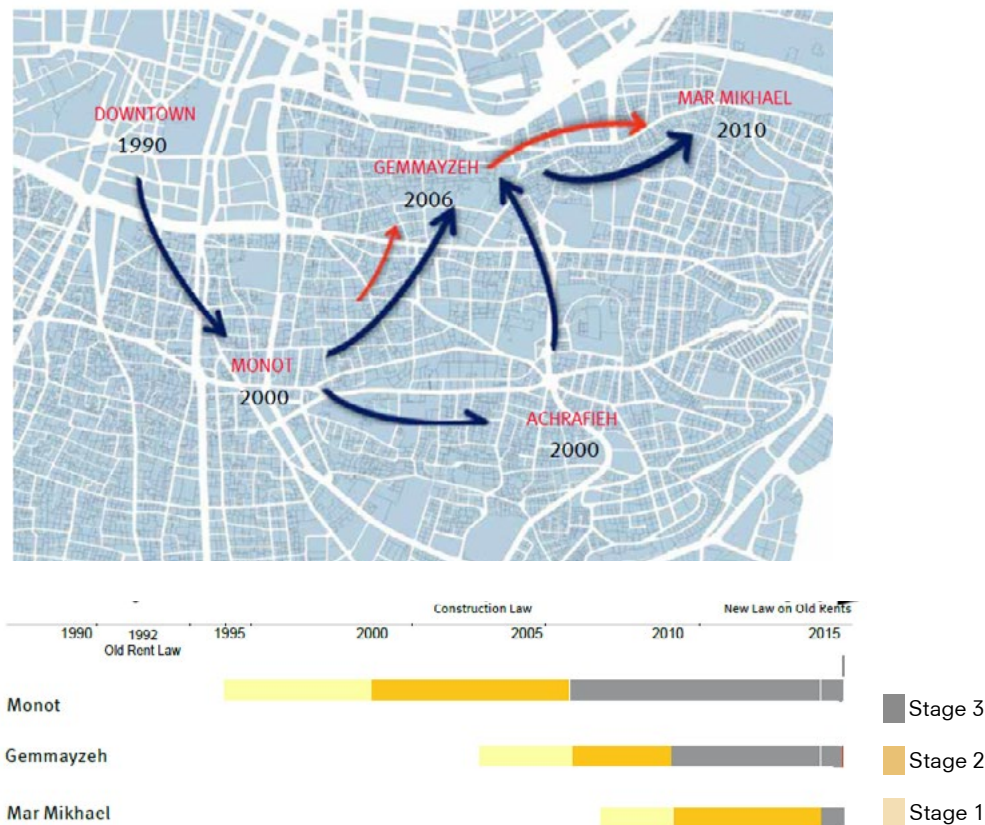 DOWNTOWN
1990
MAR MIKHAEL
2010
GEMMAYZEH
2006
MONOT
2000
ACHRAFIEH
2000
Construction Law
New Law on Old Rents
1990 1992 1995 2000 2005 2010 2015
Old Rent Law
Monot
Gemmayzeh
Mar Mikhael
Stage 3
Stage 2
Stage 1